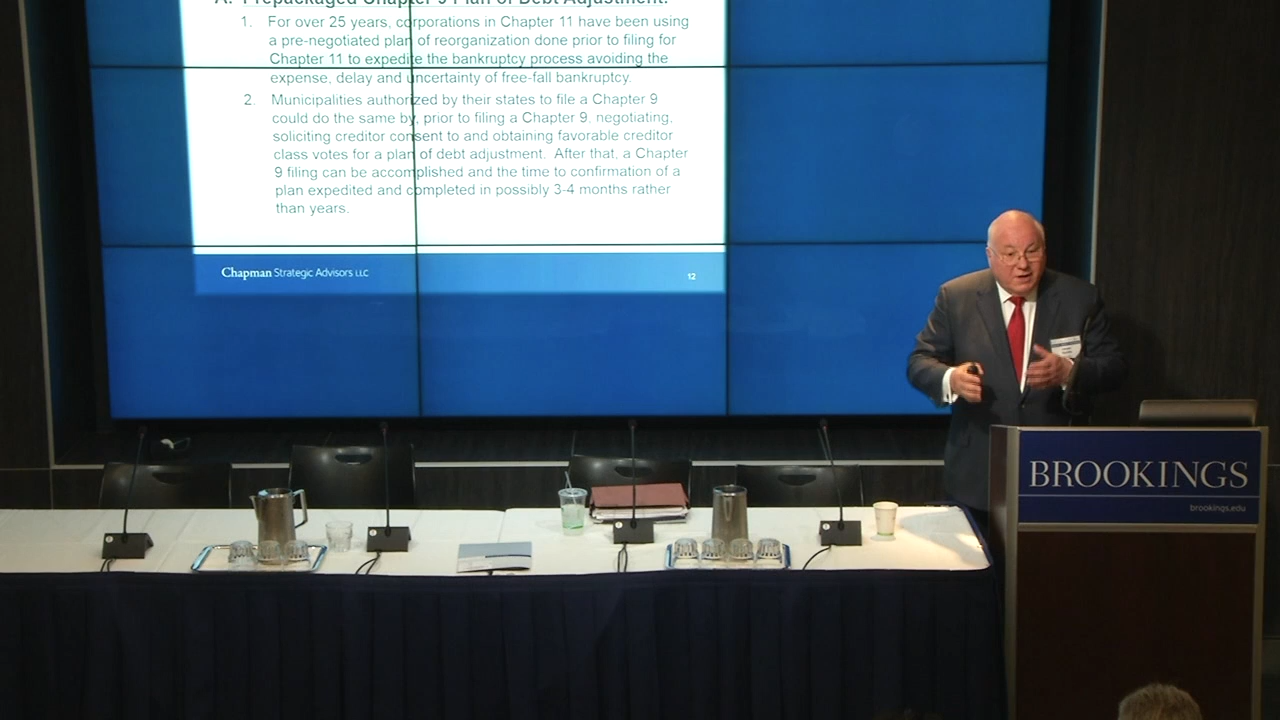 A. Prepackaged Chapter 9 Plan of Debt Adjustment:
1. For over 25 years, corporations in Chapter 11 have been using
a pre-negotiated plan of reorganization done prior to filing for
Chapter 11 to expedite the bankruptcy process avoiding the
expense, delay and uncertainty of free-fall bankruptcy.
2. Municipalities authorized by their states to file a Chapter 9
could do the same by, prior to filing a Chapter 9, negotiating,
soliciting creditor consent to and obtaining favorable creditor
class votes for a plan of debt adjustment. After that, a Chapter
9 filing can be accomplished and the time to confirmation of a
plan expedited and completed in possibly 3-4 months rather
than years.
Chapman Strategic Advisors LLC
12
BROOKINGS
brookings.edu